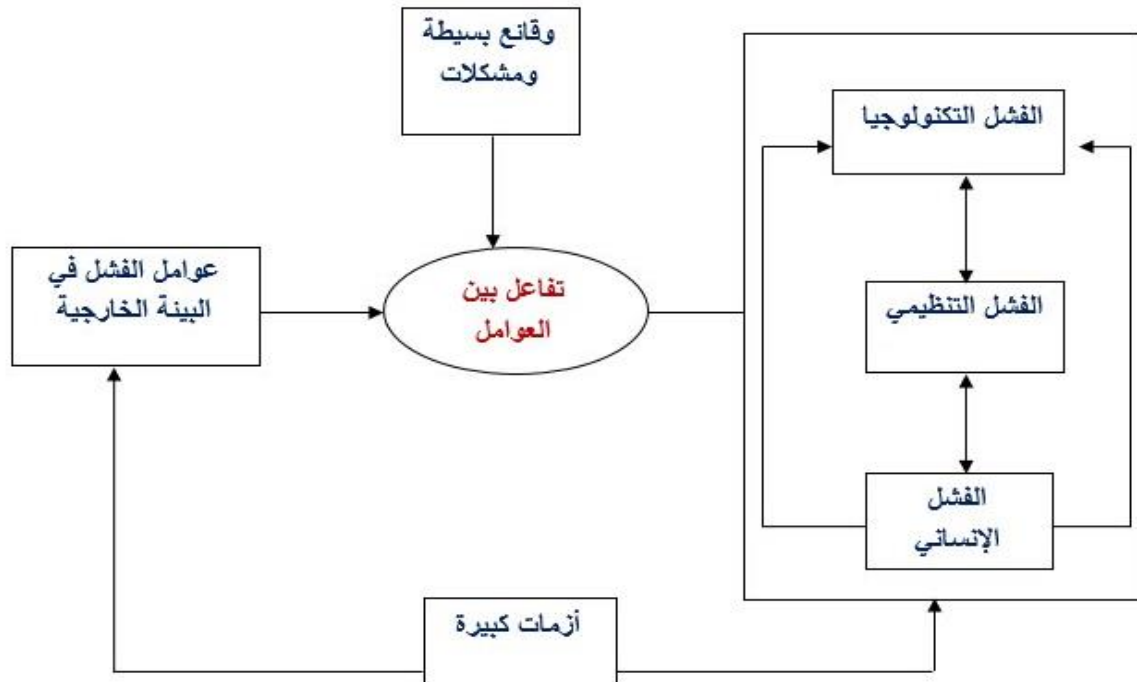 وقائع بسيطة
ومشكلات
الفشل التكنولوجيا
عوامل الفشل في
البيئة الخارجية
تفاعل بين
العوامل
الفشل التنظيمي
الفشل
الإنساني
أزمات كبيرة